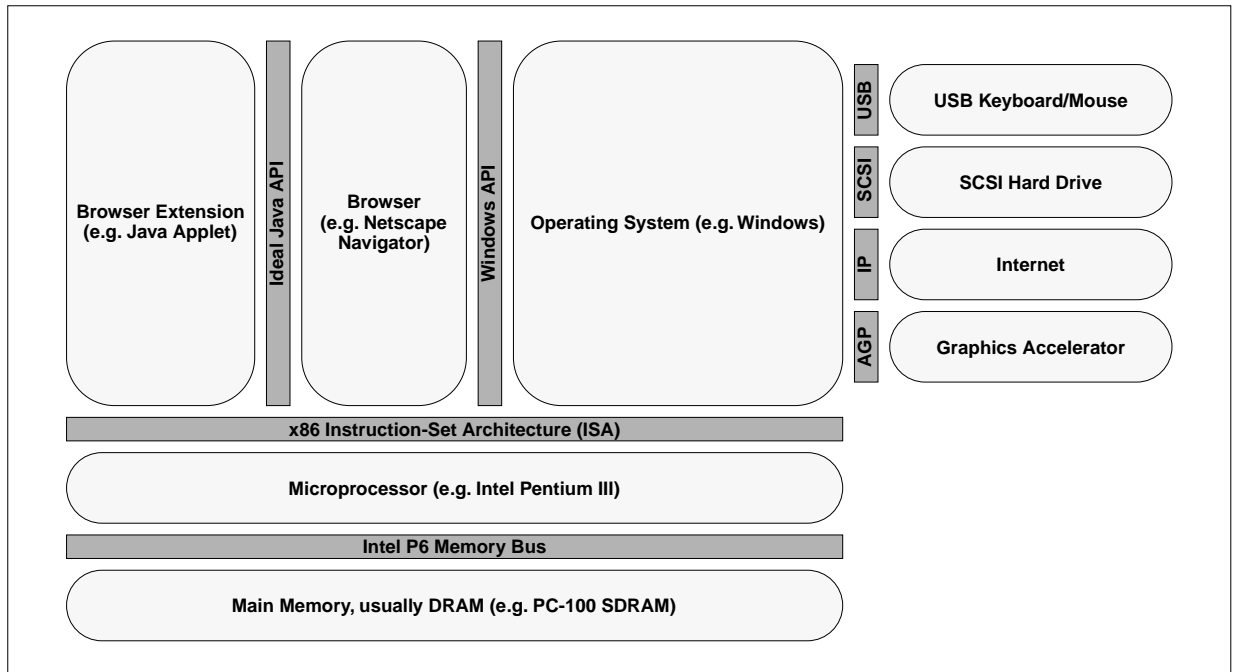 Browser Extension
(e.g. Java Applet)
Ideal Java API
Browser
(e.g. Netscape
Navigator)
Windows API
Operating System (e.g. Windows)
USB
USB Keyboard/Mouse
SCSI
SCSI Hard Drive
IP
Internet
AGP
Graphics Accelerator
x86 Instruction-Set Architecture (ISA)
Microprocessor (e.g. Intel Pentium III)
Intel P6 Memory Bus
Main Memory, usually DRAM (e.g. PC-100 SDRAM)